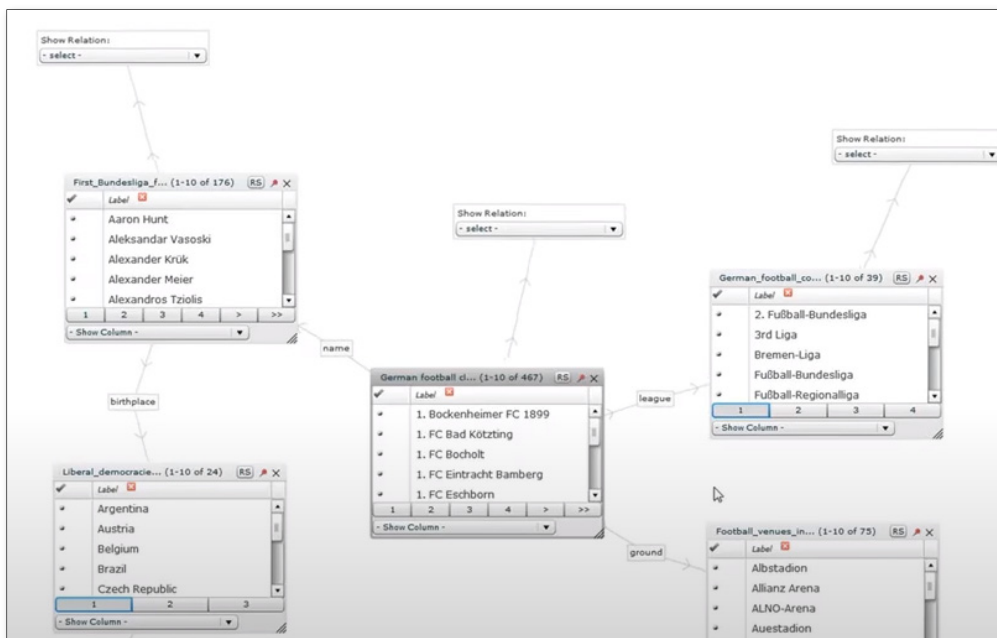 Show Relation:
- select -
First_Bundesliga_f... (1-10 of 176) RS
Label
Aaron Hunt
Aleksandar Vasoski
Alexander Krük
Alexander Meier
Alexandros Tziolis
1 2 3 4 > >>
- Show Column -
birthplace
Liberal_democracie... (1-10 of 24) RS
Label
Argentina
Austria
Belgium
Brazil
Czech Republic
1 2 3
- Show Column -
name
Show Relation:
- select -
German football cl... (1-10 of 467) RS
Label
1. Bockenheimer FC 1899
1. FC Bad Kötzting
1. FC Bocholt
1. FC Eintracht Bamberg
1. FC Eschborn
1 2 3 4 > >>
- Show Column -
league
Show Relation:
- select -
German_football_co... (1-10 of 39) RS
Label
2. Fußball-Bundesliga
3rd Liga
Bremen-Liga
Fußball-Bundesliga
Fußball-Regionalliga
1 2 3 4
- Show Column -
ground
Football_venues_in... (1-10 of 75) RS
Label
Albstadion
Allianz Arena
ALNO-Arena
Auestadion